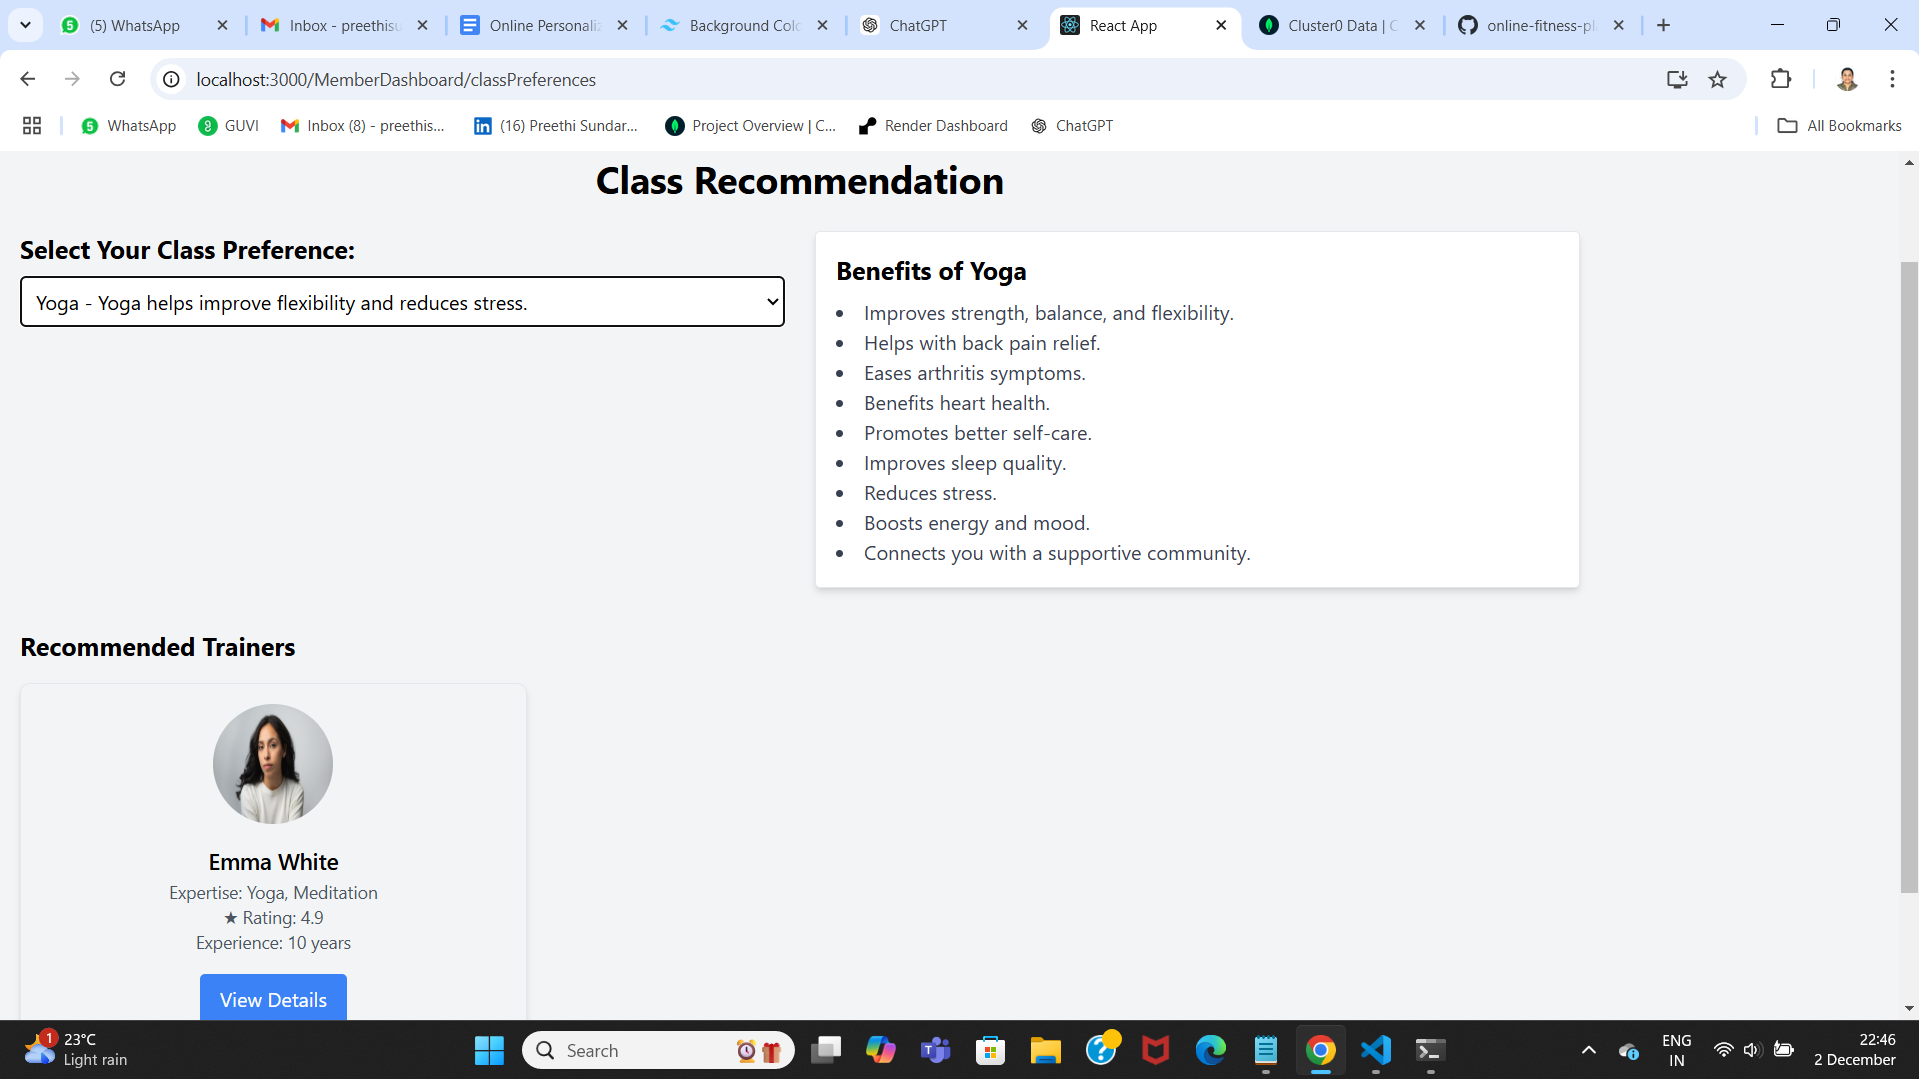 (5) WhatsApp
Inbox - preethisu
Online Personaliz
Background Colo
ChatGPT
React App
Cluster0 Data | C
online-fitness-pla
localhost:3000/MemberDashboard/classPreferences
WhatsApp
GUVI
Inbox (8) - preethis...
(16) Preethi Sundar...
Project Overview | C...
Render Dashboard
ChatGPT
All Bookmarks
Class Recommendation
Select Your Class Preference:
Yoga - Yoga helps improve flexibility and reduces stress.
Benefits of Yoga
• Improves strength, balance, and flexibility.
• Helps with back pain relief.
• Eases arthritis symptoms.
• Benefits heart health.
• Promotes better self-care.
• Improves sleep quality.
• Reduces stress.
• Boosts energy and mood.
• Connects you with a supportive community.
Recommended Trainers
Emma White
Expertise: Yoga, Meditation
★ Rating: 4.9
Experience: 10 years
View Details
1
23°C
Light rain
Search
ENG
IN
22:46
2 December